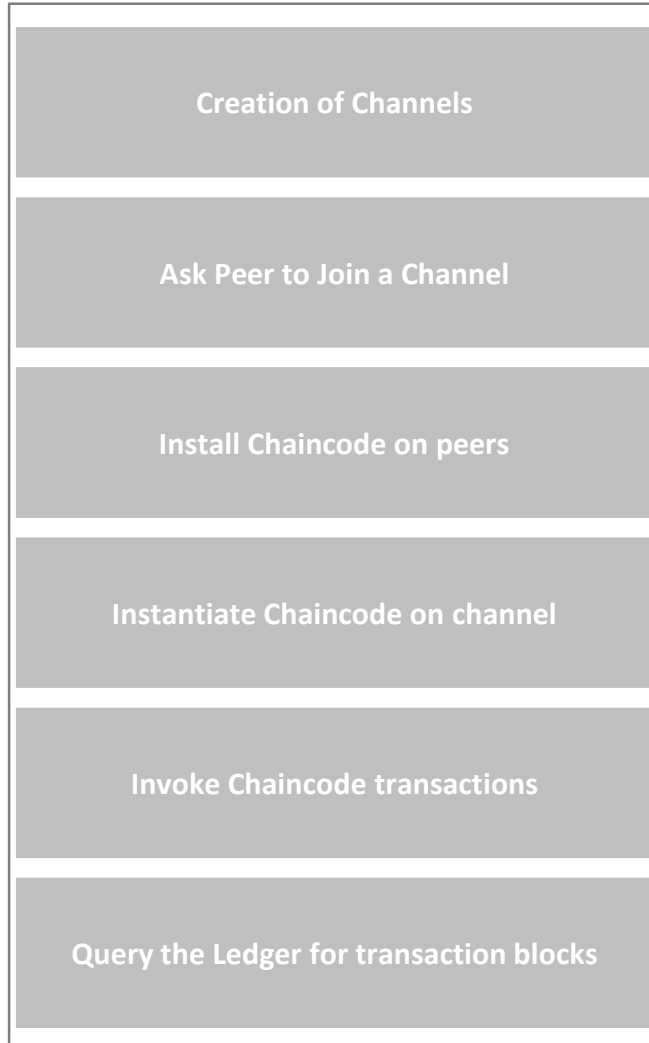 Creation of Channels
Ask Peer to Join a Channel
Install Chaincode on peers
Instantiate Chaincode on channel
Invoke Chaincode transactions
Query the Ledger for transaction blocks